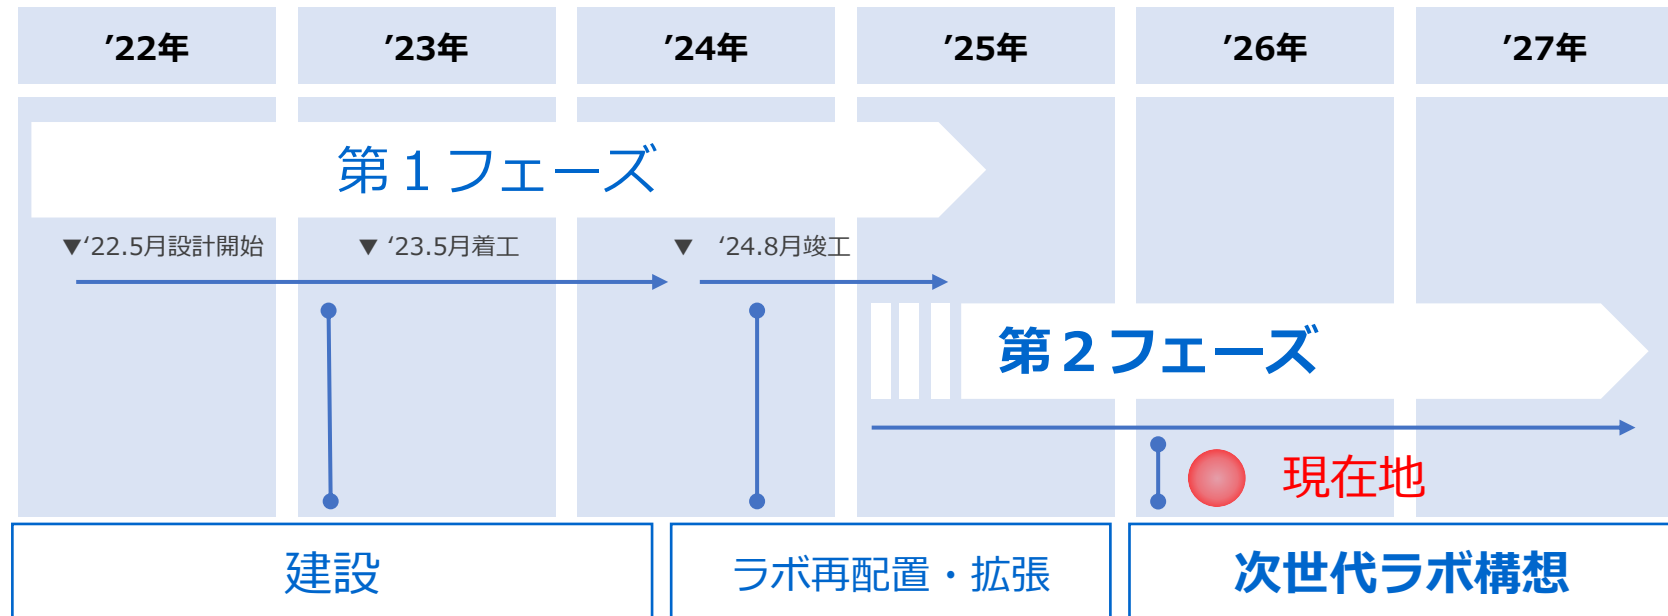 ’22年
’23年
’24年
’25年
’26年
’27年
第１フェーズ
▼‘22.5月設計開始
▼ ‘23.5月着工
▼ ‘24.8月竣工
第２フェーズ
現在地
建設
ラボ再配置・拡張
次世代ラボ構想